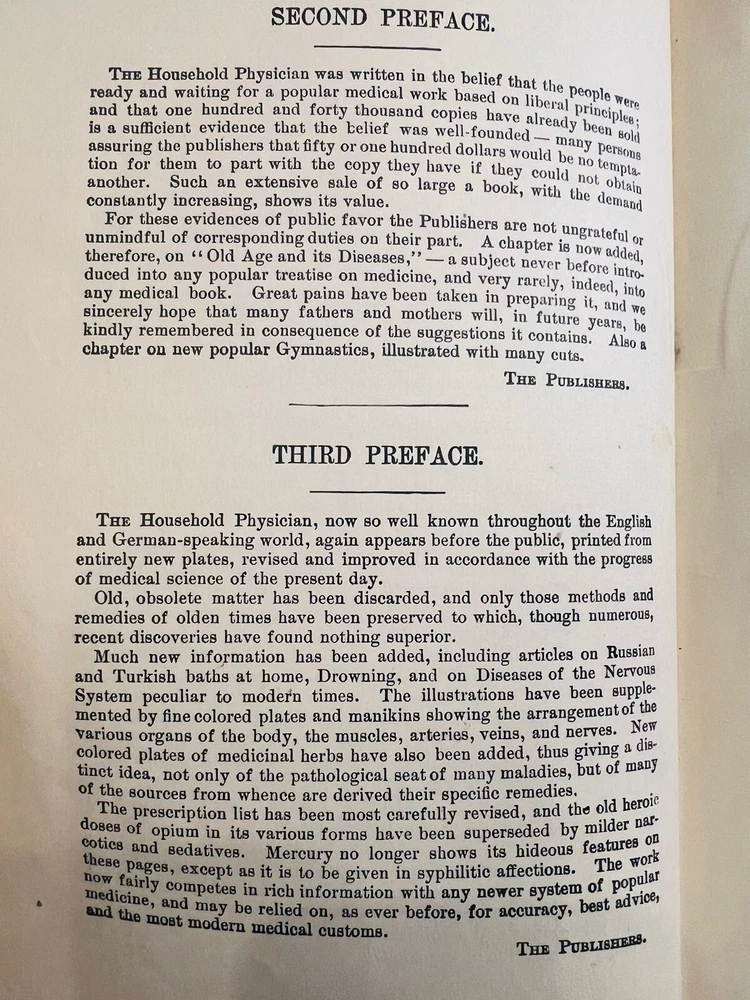 SECOND PREFACE.
THE Household Physician was written in the belief that the people were
ready and waiting for a popular medical work based on liberal principles;
and that one hundred and forty thousand copies have already been sold
is a sufficient evidence that the belief was well-founded — many persons
assuring the publishers that fifty or one hundred dollars would be no tempta-
tion for them to part with the copy they have if they could not obtain
another. Such an extensive sale of so large a book, with the demand
constantly increasing, shows its value.
For these evidences of public favor the Publishers are not ungrateful or
unmindful of corresponding duties on their part. A chapter is now added,
therefore, on "Old Age and its Diseases," — a subject never before intro-
duced into any popular treatise on medicine, and very rarely, indeed, into
any medical book. Great pains have been taken in preparing it, and we
sincerely hope that many fathers and mothers will, in future years, be
kindly remembered in consequence of the suggestions it contains. Also a
chapter on new popular Gymnastics, illustrated with many cuts.
THE PUBLISHERS.
THIRD PREFACE.
THE Household Physician, now so well known throughout the English
and German-speaking world, again appears before the public, printed from
entirely new plates, revised and improved in accordance with the progress
of medical science of the present day.
Old, obsolete matter has been discarded, and only those methods and
remedies of olden times have been preserved to which, though numerous,
recent discoveries have found nothing superior.
Much new information has been added, including articles on Russian
and Turkish baths at home, Drowning, and on Diseases of the Nervous
System peculiar to modern times. The illustrations have been supple-
mented by fine colored plates and manikins showing the arrangement of the
various organs of the body, the muscles, arteries, veins, and nerves. New
colored plates of medicinal herbs have also been added, thus giving a dis-
tinct idea, not only of the pathological seat of many maladies, but of many
of the sources from whence are derived their specific remedies.
The prescription list has been most carefully revised, and the old heroic
doses of opium in its various forms have been superseded by milder nar-
cotics and sedatives. Mercury no longer shows its hideous features on
these pages, except as it is to be given in syphilitic affections. The work
now fairly competes in rich information with any newer system of popular
medicine, and may be relied on, as ever before, for accuracy, best advice,
and the most modern medical customs.
THE PUBLISHERS.